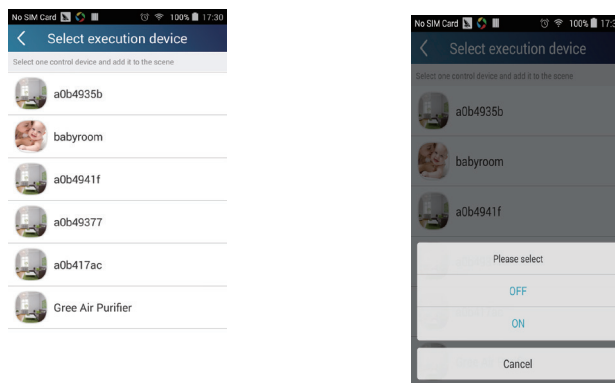 No SIM Card 100% 17:30
Select execution device
Select one control device and add it to the scene
a0b4935b
babyroom
a0b4941f
a0b49377
a0b417ac
Gree Air Purifier
No SIM Card 100% 17:3
Select execution device
Select one control device and add it to the scene
a0b4935b
babyroom
a0b4941f
Please select
OFF
ON
Cancel